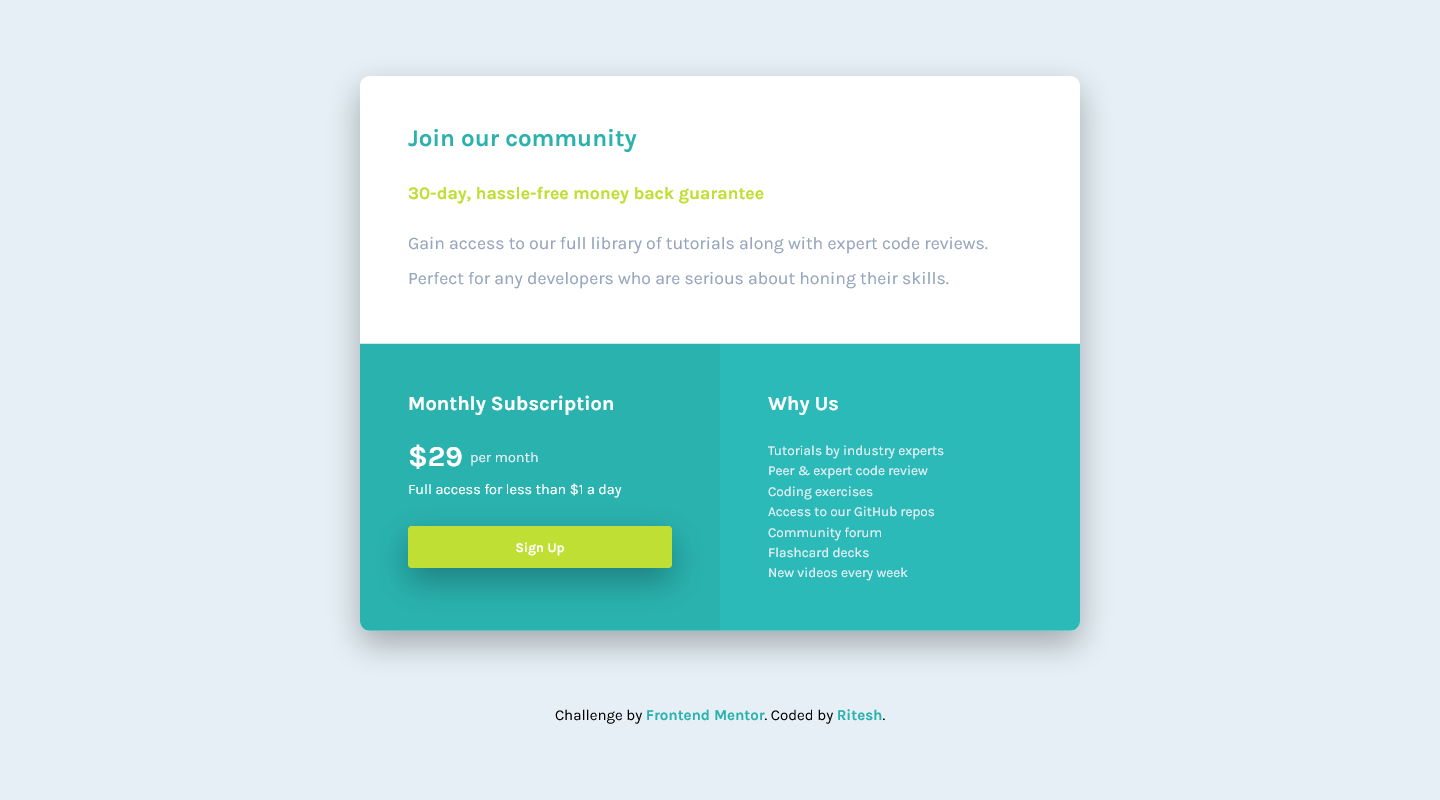 Join our community
30-day, hassle-free money back guarantee
Gain access to our full library of tutorials along with expert code reviews.
Perfect for any developers who are serious about honing their skills.
Monthly Subscription
$29 per month
Full access for less than $1 a day
Sign Up
Why Us
Tutorials by industry experts
Peer & expert code review
Coding exercises
Access to our GitHub repos
Community forum
Flashcard decks
New videos every week
Challenge by Frontend Mentor. Coded by Ritesh.